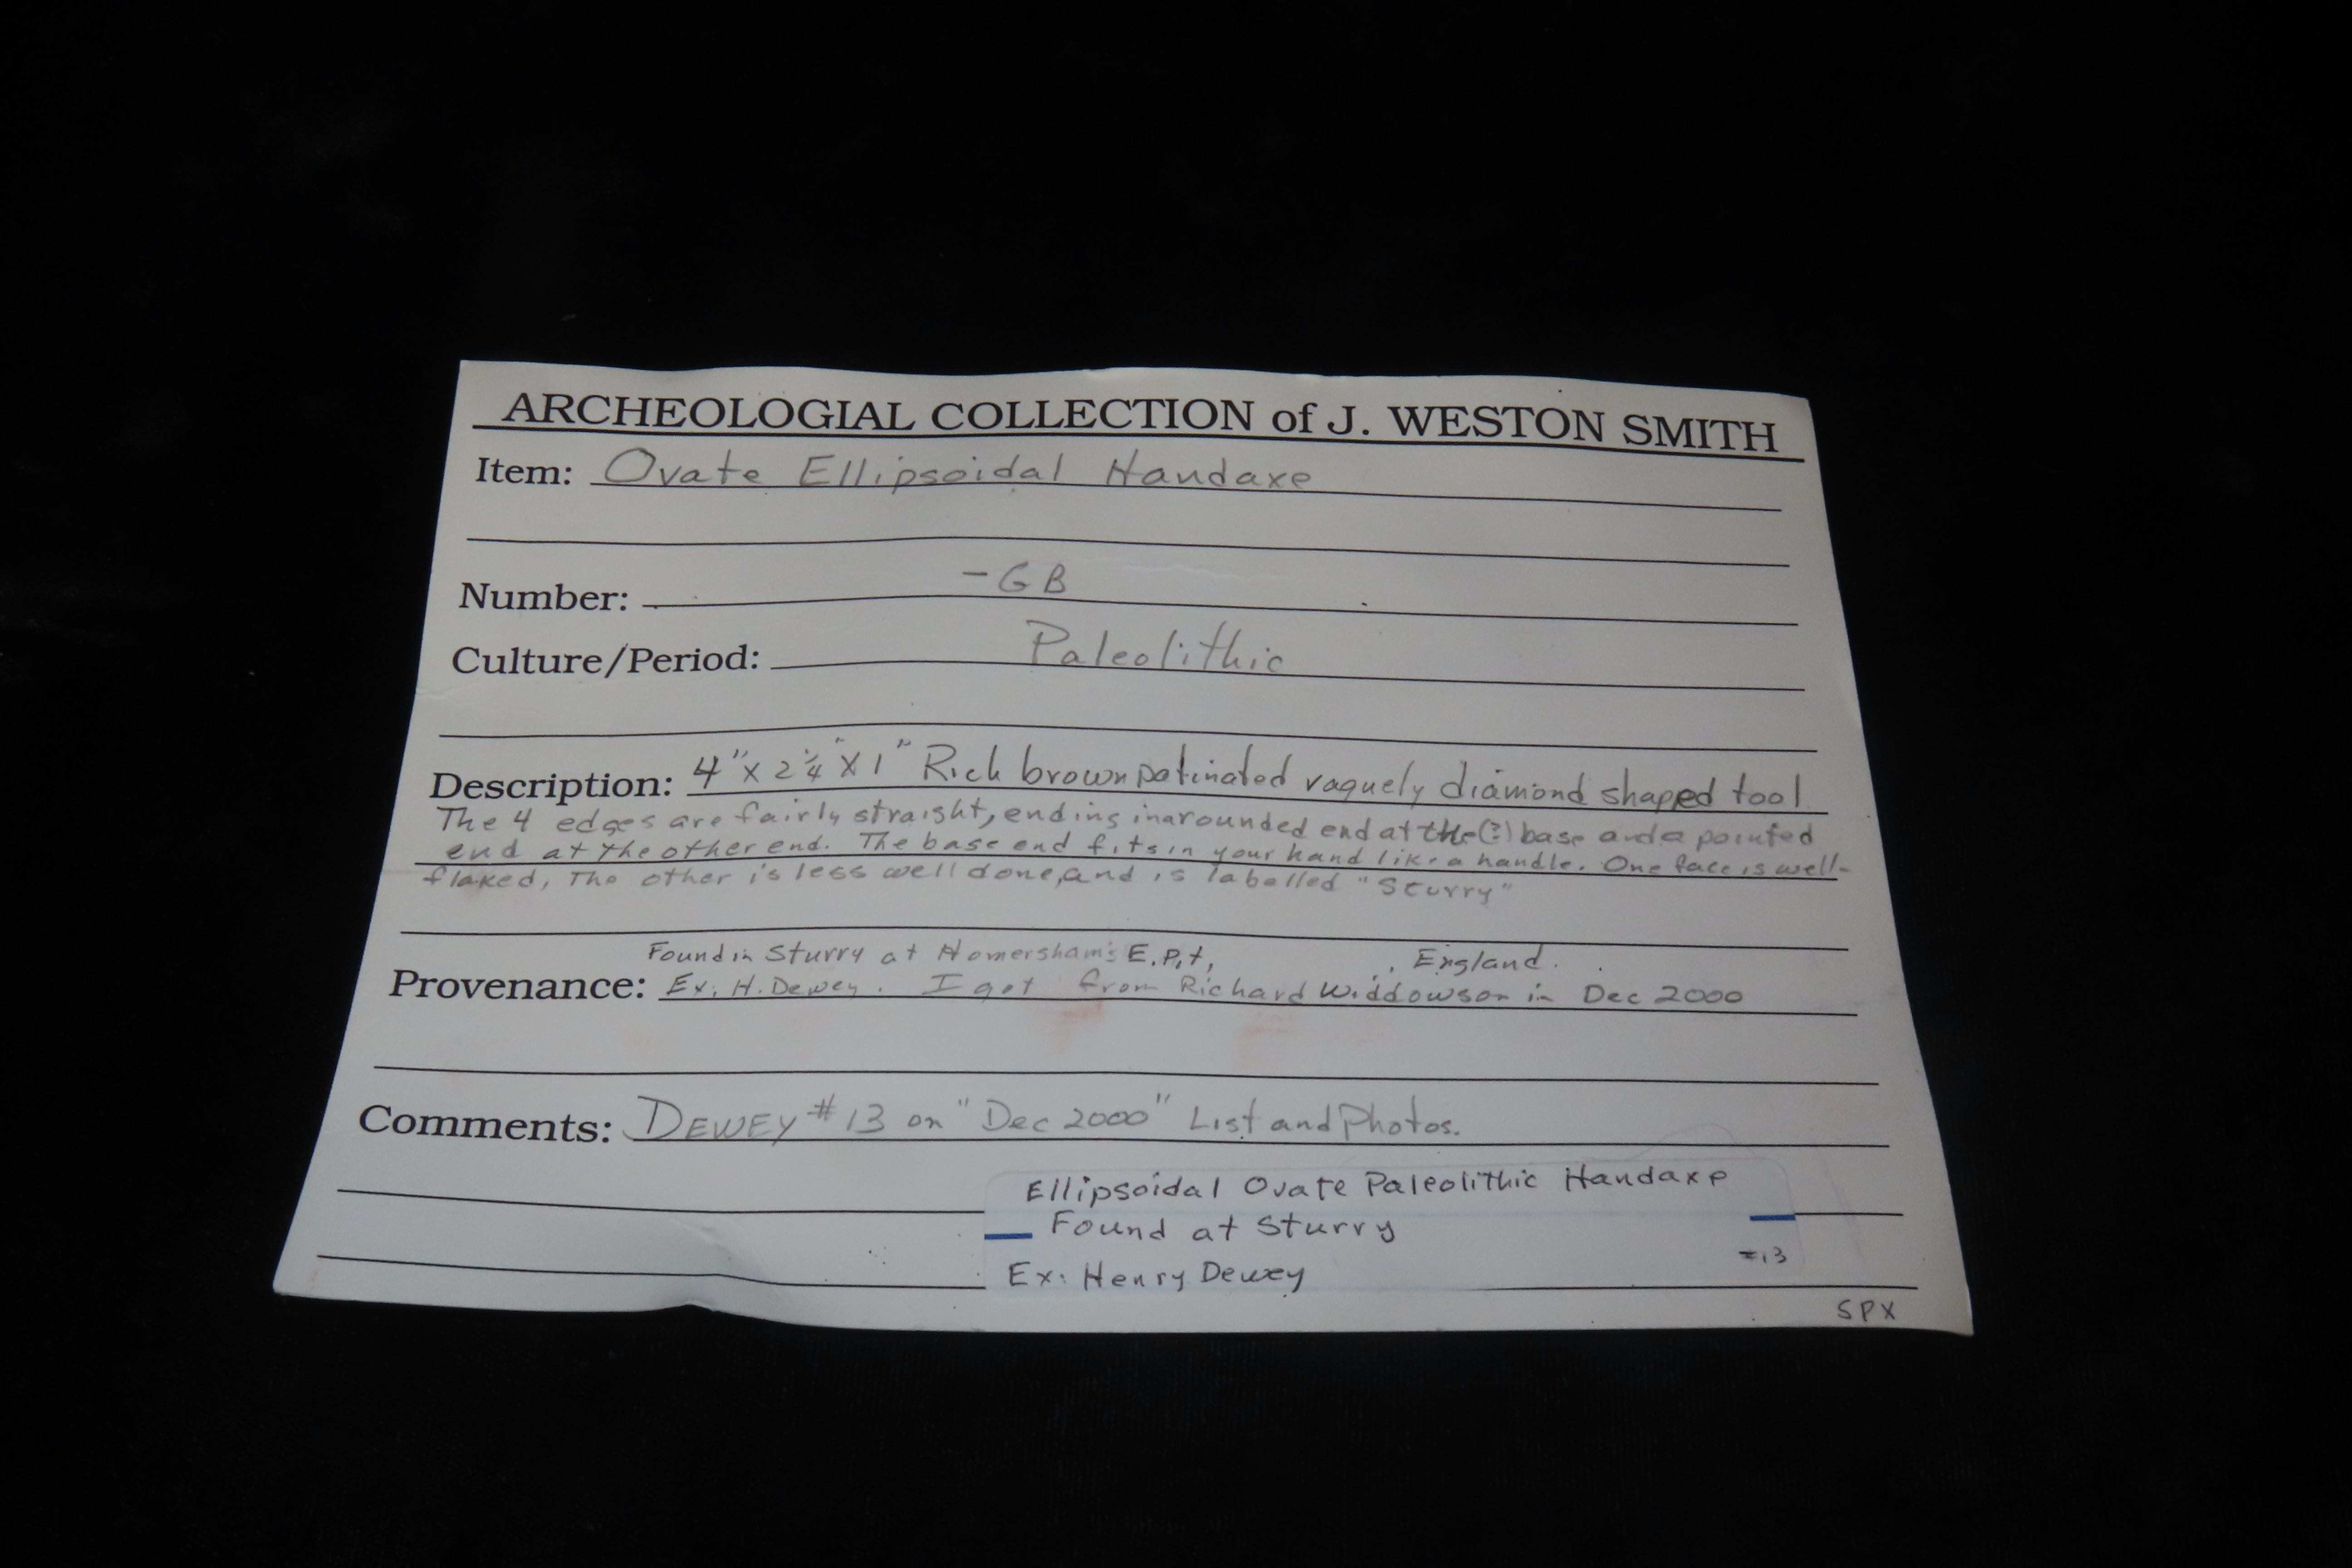 ARCHEOLOGIAL COLLECTION of J. WESTON SMITH
Item: Ovate Ellipsoidal Handaxe
Number: -GB
Culture/Period: Paleolithic
Description: 4" x 2 1/4" X 1" Rich brown patinated vaguely diamond shaped tool
The 4 edges are fairly straight, ending in a rounded end at the (?) base and a pointed
end at the other end. The base end fits in your hand like a handle. One face is well-
flaked, The other is less well done, and is labelled "Sturry"
Found in Sturry at Homersham's E. Pit, England.
Provenance: Ex. H. Dewey. I got from Richard Widdowson in Dec 2000
Comments: DEWEY #13 on "Dec 2000" List and Photos.
Ellipsoidal Ovate Paleolithic Handaxe
Found at Sturry
#13
Ex: Henry Dewey
SPX